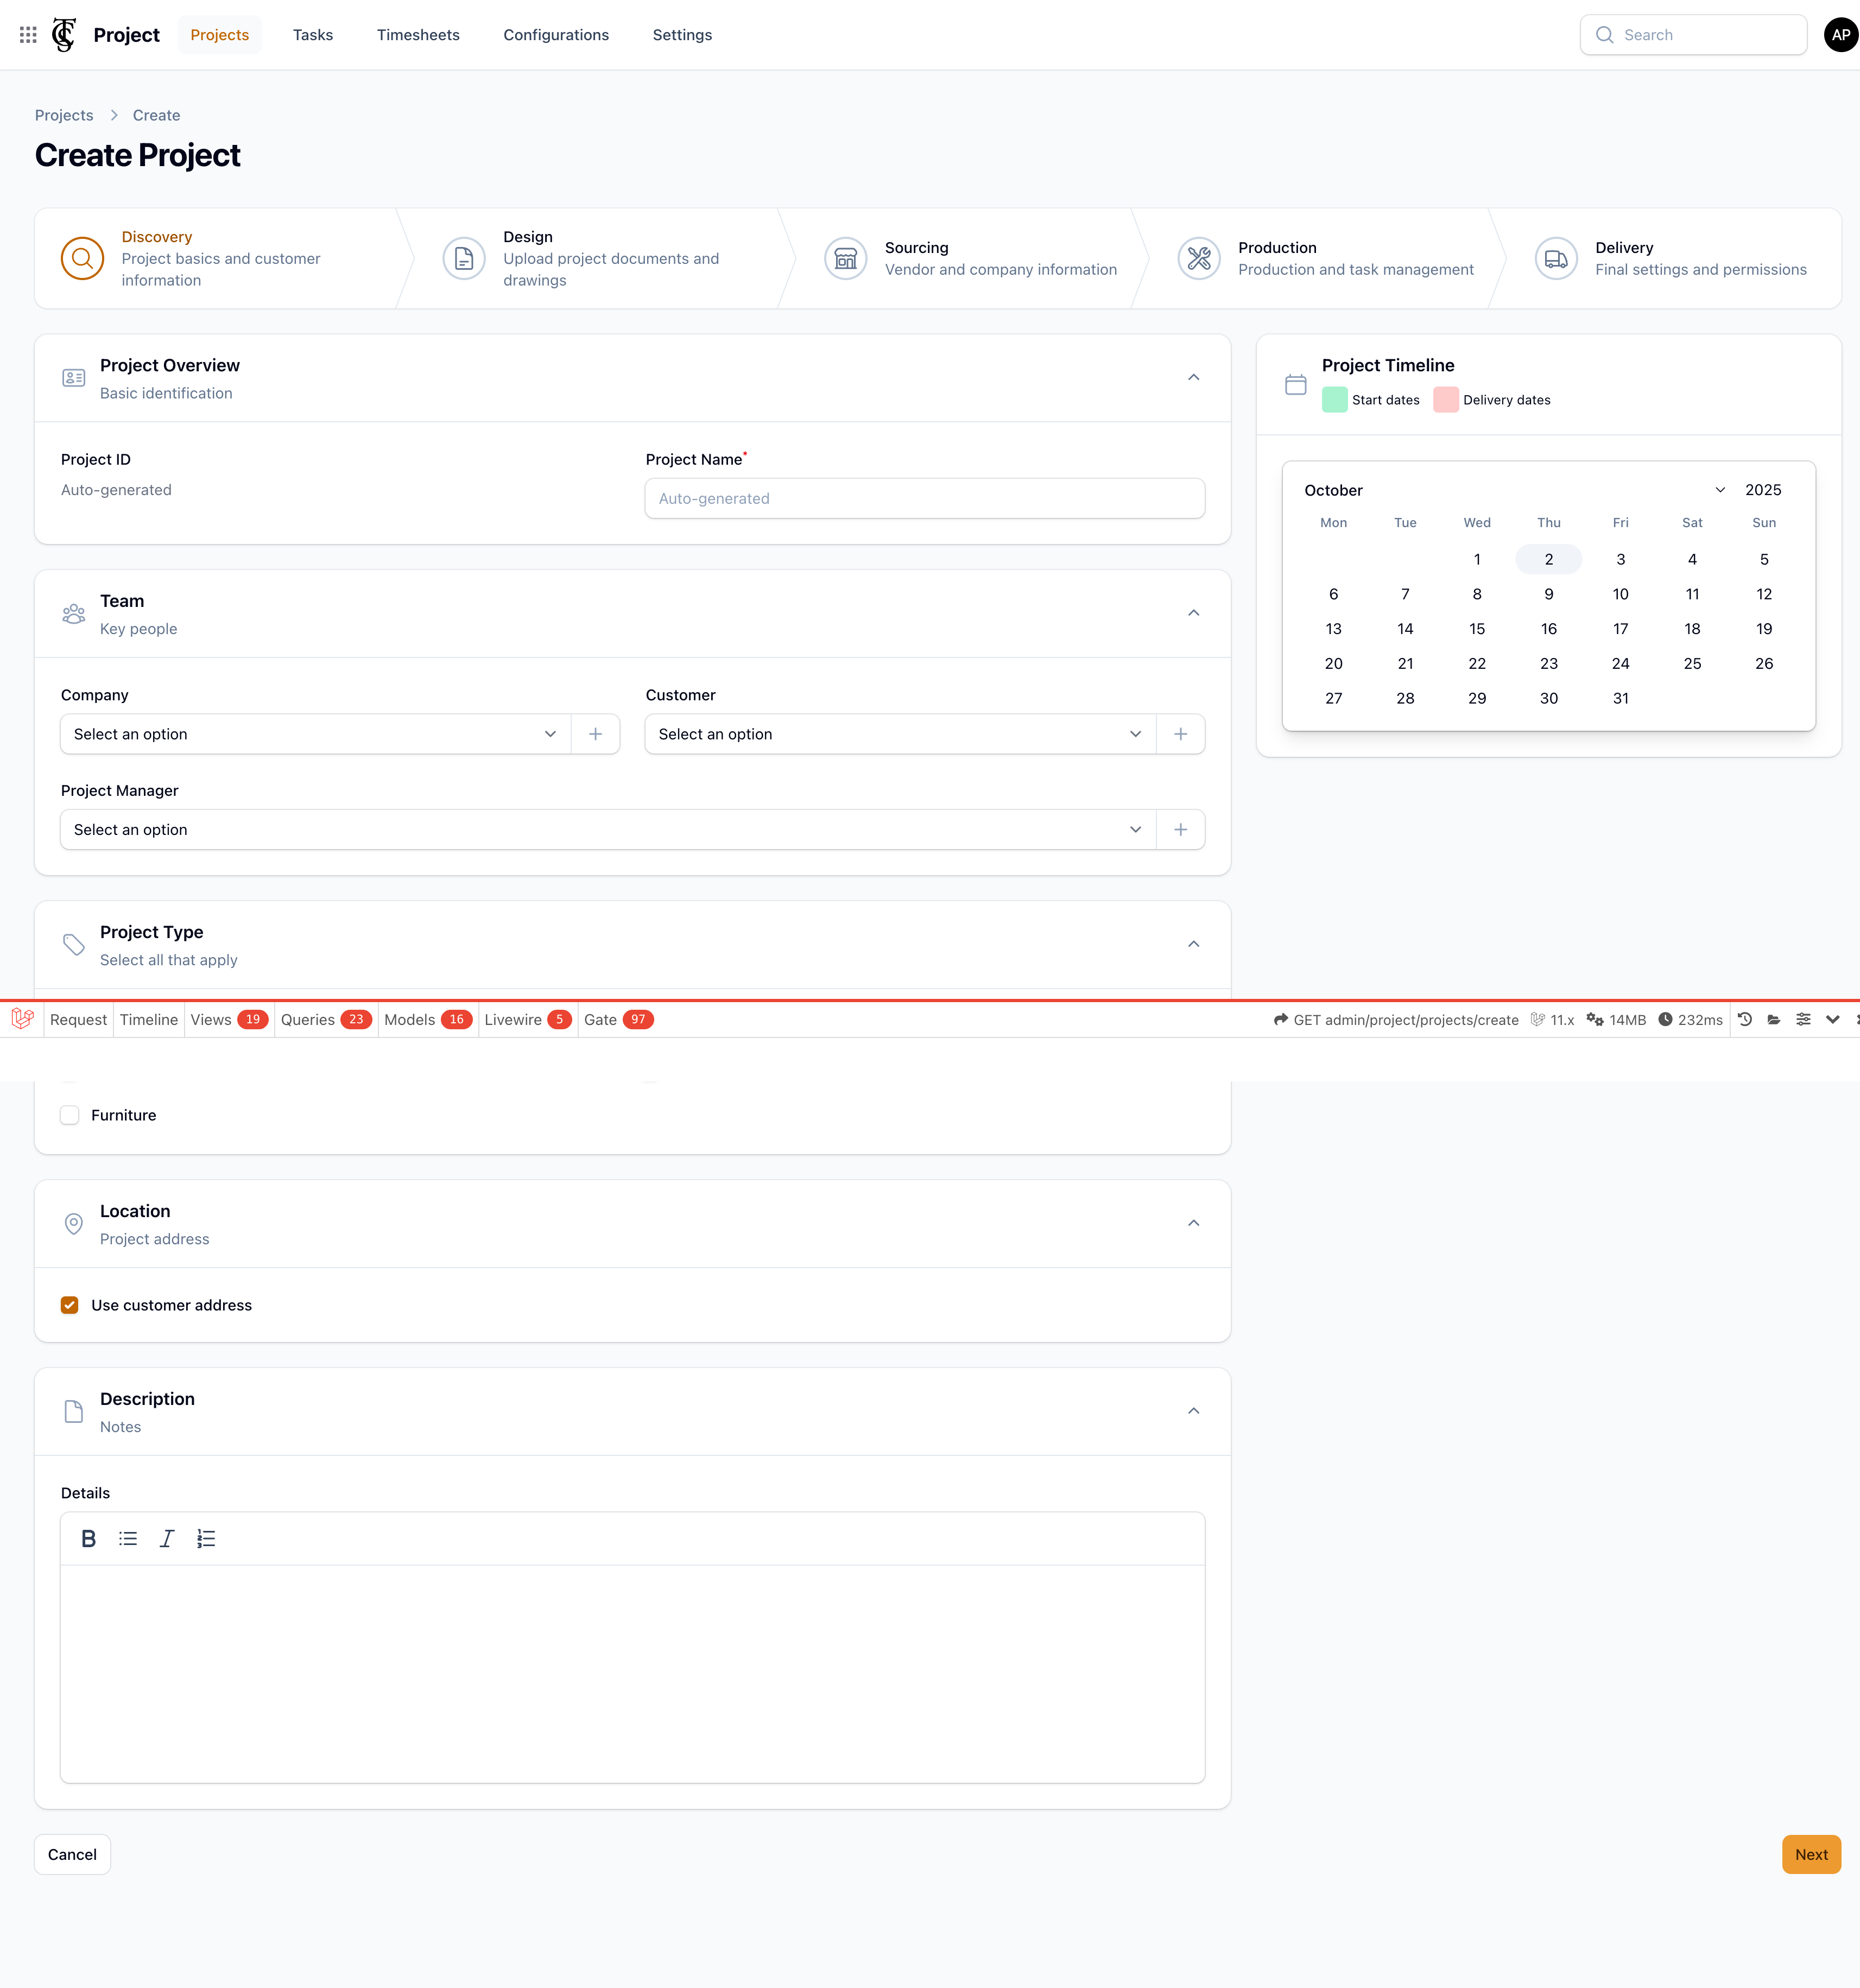 Project
Projects
Tasks
Timesheets
Configurations
Settings
Search
AP
Projects
Create
Create Project
Discovery
Project basics and customer
information
Design
Upload project documents and
drawings
Sourcing
Vendor and company information
Production
Production and task management
Delivery
Final settings and permissions
Project Overview
Basic identification
Project ID
Auto-generated
Project Name*
Auto-generated
Team
Key people
Company
Select an option
Customer
Select an option
Project Manager
Select an option
Project Type
Select all that apply
Project Timeline
Start dates
Delivery dates
October
2025
Mon Tue Wed Thu Fri Sat Sun
1 2 3 4 5
6 7 8 9 10 11 12
13 14 15 16 17 18 19
20 21 22 23 24 25 26
27 28 29 30 31
Request
Timeline
Views 19
Queries 23
Models 16
Livewire 5
Gate 97
GET admin/project/projects/create
11.x
14MB
232ms
Furniture
Location
Project address
Use customer address
Description
Notes
Details
B
I
Cancel
Next